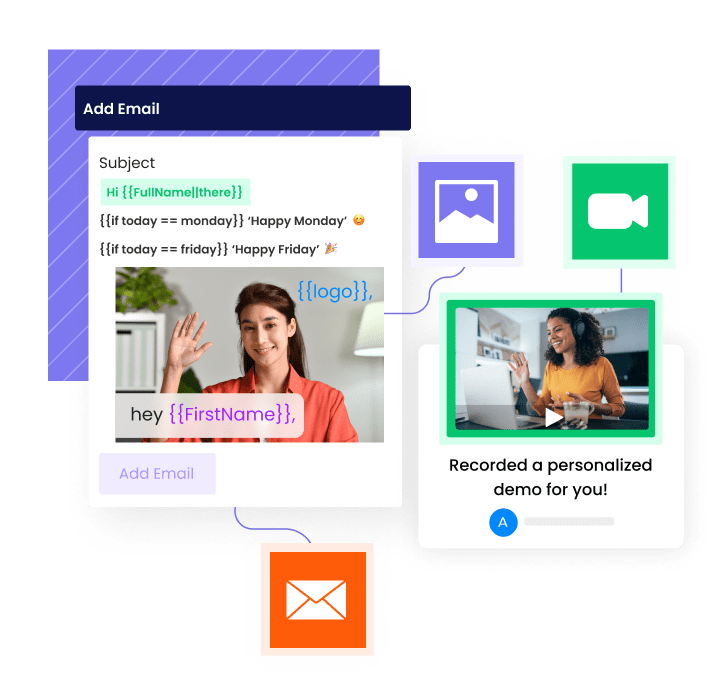 Add Email
Subject
Hi {{FullName||there}}
{{if today == monday}} ‘Happy Monday’ 😄
{{if today == friday}} ‘Happy Friday’ 🎉
{{logo}},
hey {{FirstName}},
Add Email
Recorded a personalized
demo for you!
A